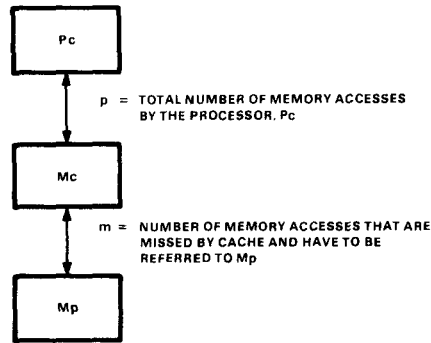 Pc
p = TOTAL NUMBER OF MEMORY ACCESSES
BY THE PROCESSOR, Pc
Mc
m = NUMBER OF MEMORY ACCESSES THAT ARE
MISSED BY CACHE AND HAVE TO BE
REFERRED TO Mp
Mp